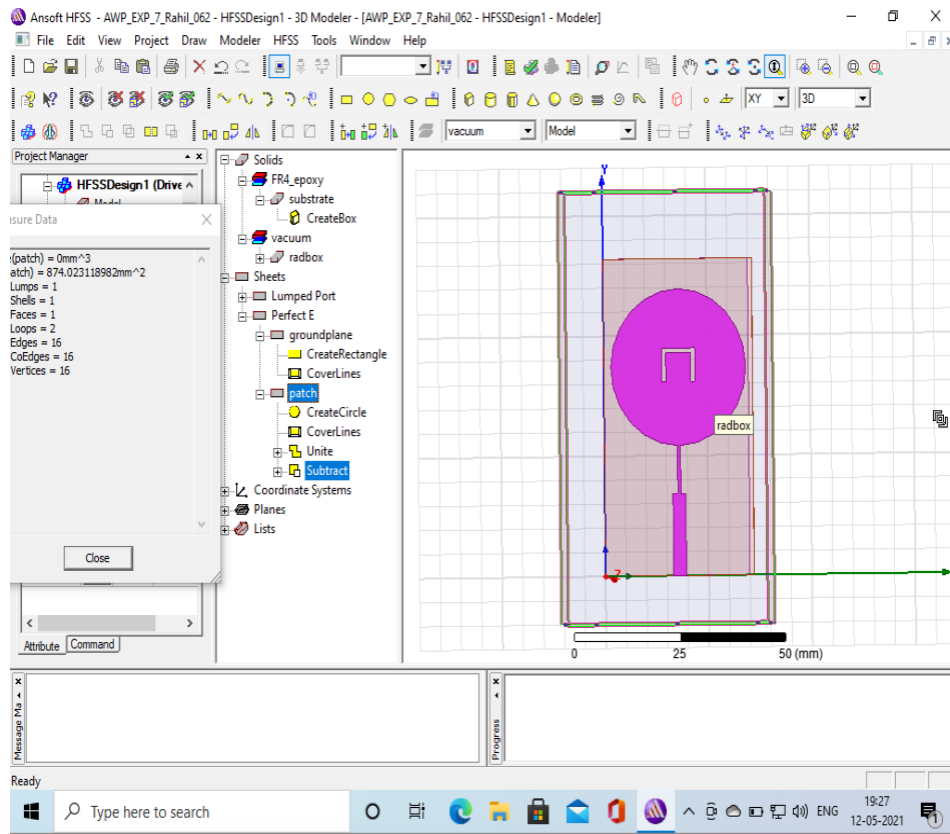 Ansoft HFSS - AWP_EXP_7_Rahil_062 - HFSSDesign1 - 3D Modeler - [AWP_EXP_7_Rahil_062 - HFSSDesign1 - Modeler]
File Edit View Project Draw Modeler HFSS Tools Window Help
XY 3D
vacuum Model
Project Manager
HFSSDesign1 (Drive
Model
asure Data
e(patch) = 0mm^3
atch) = 874.023118982mm^2
Lumps = 1
Shells = 1
Faces = 1
Loops = 2
Edges = 16
CoEdges = 16
Vertices = 16
Close
Attribute Command
Solids
FR4_epoxy
substrate
CreateBox
vacuum
radbox
Sheets
Lumped Port
Perfect E
groundplane
CreateRectangle
CoverLines
patch
CreateCircle
CoverLines
Unite
Subtract
Coordinate Systems
Planes
Lists
Y
radbox
Z
0 25 50 (mm)
Message Ma
Progress
Ready
Type here to search
ENG
19:27
12-05-2021
1